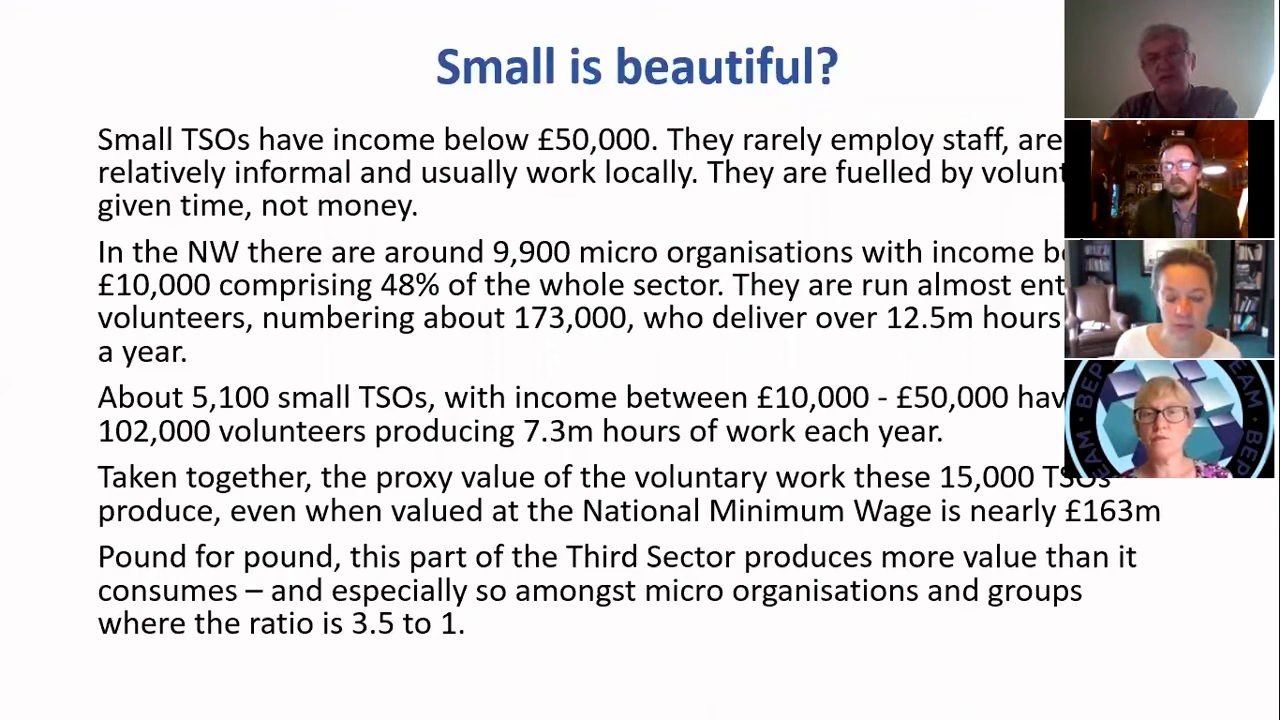 Small is beautiful?
Small TSOs have income below £50,000. They rarely employ staff, are
relatively informal and usually work locally. They are fuelled by
given time, not money.
In the NW there are around 9,900 micro organisations with income
£10,000 comprising 48% of the whole sector. They are run almost
volunteers, numbering about 173,000, who deliver over 12.5m hours
a year.
About 5,100 small TSOs, with income between £10,000 - £50,000
102,000 volunteers producing 7.3m hours of work each year.
Taken together, the proxy value of the voluntary work these 15,000 TSOs
produce, even when valued at the National Minimum Wage is nearly £163m
Pound for pound, this part of the Third Sector produces more value than it
consumes – and especially so amongst micro organisations and groups
where the ratio is 3.5 to 1.
BEP
TEAM
BEP